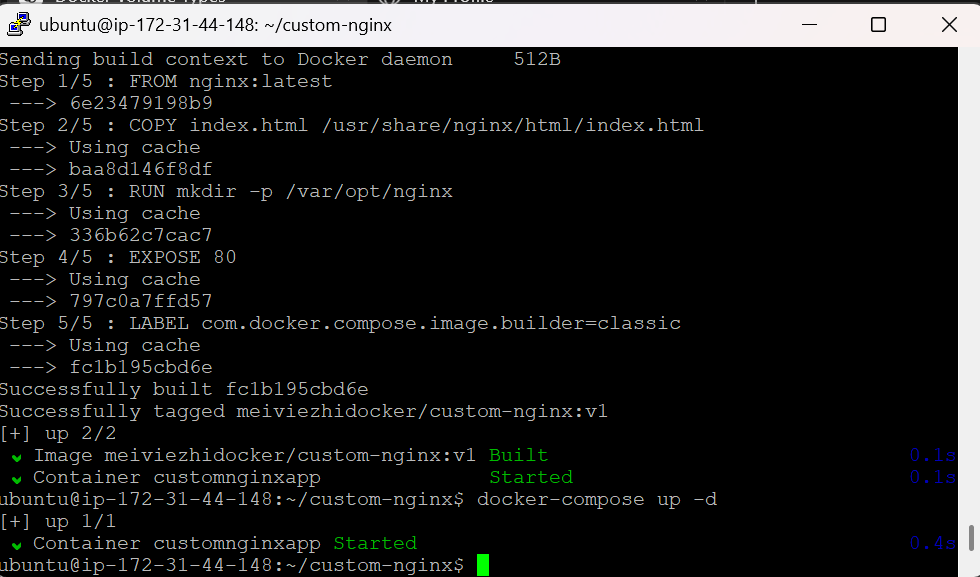 ubuntu@ip-172-31-44-148: ~/custom-nginx
Sending build context to Docker daemon     512B
Step 1/5 : FROM nginx:latest
 ---> 6e23479198b9
Step 2/5 : COPY index.html /usr/share/nginx/html/index.html
 ---> Using cache
 ---> baa8d146f8df
Step 3/5 : RUN mkdir -p /var/opt/nginx
 ---> Using cache
 ---> 336b62c7cac7
Step 4/5 : EXPOSE 80
 ---> Using cache
 ---> 797c0a7ffd57
Step 5/5 : LABEL com.docker.compose.image.builder=classic
 ---> Using cache
 ---> fc1b195cbd6e
Successfully built fc1b195cbd6e
Successfully tagged meiviezhidocker/custom-nginx:v1
[+] up 2/2
 ✔ Image meiviezhidocker/custom-nginx:v1 Built 0.1s
 ✔ Container customnginxapp Started 0.1s
ubuntu@ip-172-31-44-148:~/custom-nginx$ docker-compose up -d
[+] up 1/1
 ✔ Container customnginxapp Started 0.4s
ubuntu@ip-172-31-44-148:~/custom-nginx$